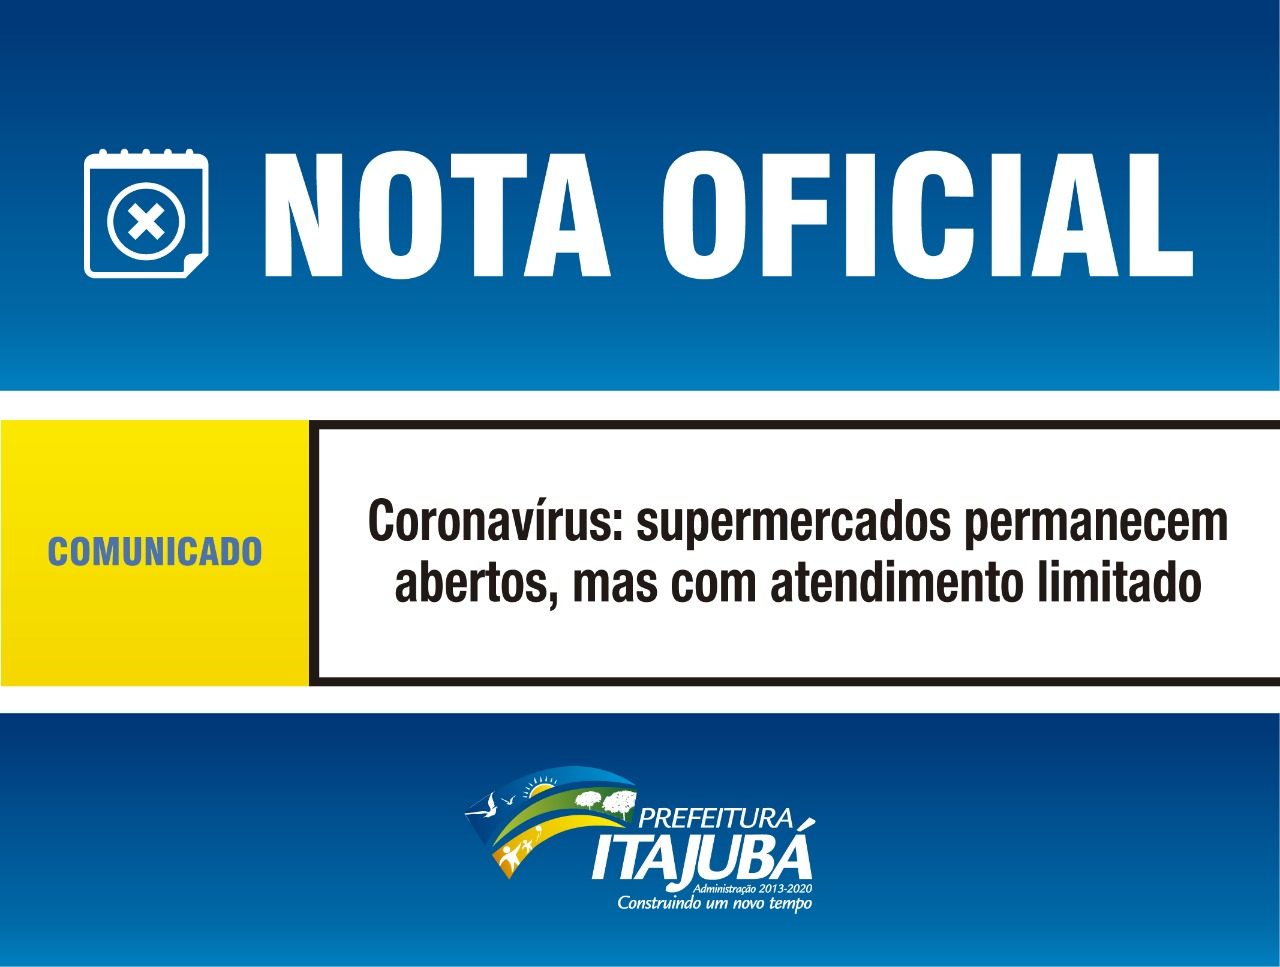 NOTA OFICIAL
COMUNICADO
Coronavírus: supermercados permanecem
abertos, mas com atendimento limitado
PREFEITURA
ITAJUBÁ
Administração 2013-2020
Construindo um novo tempo